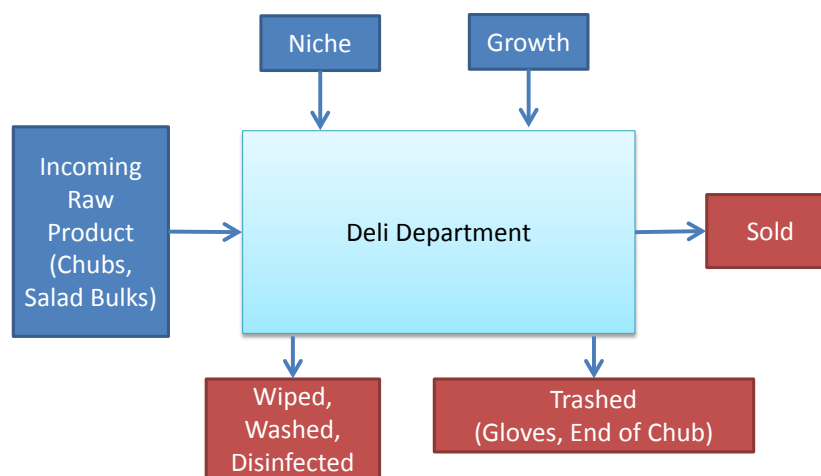 Niche
Growth
Incoming
Raw
Product
(Chubs,
Salad Bulks)
Deli Department
Sold
Wiped,
Washed,
Disinfected
Trashed
(Gloves, End of Chub)